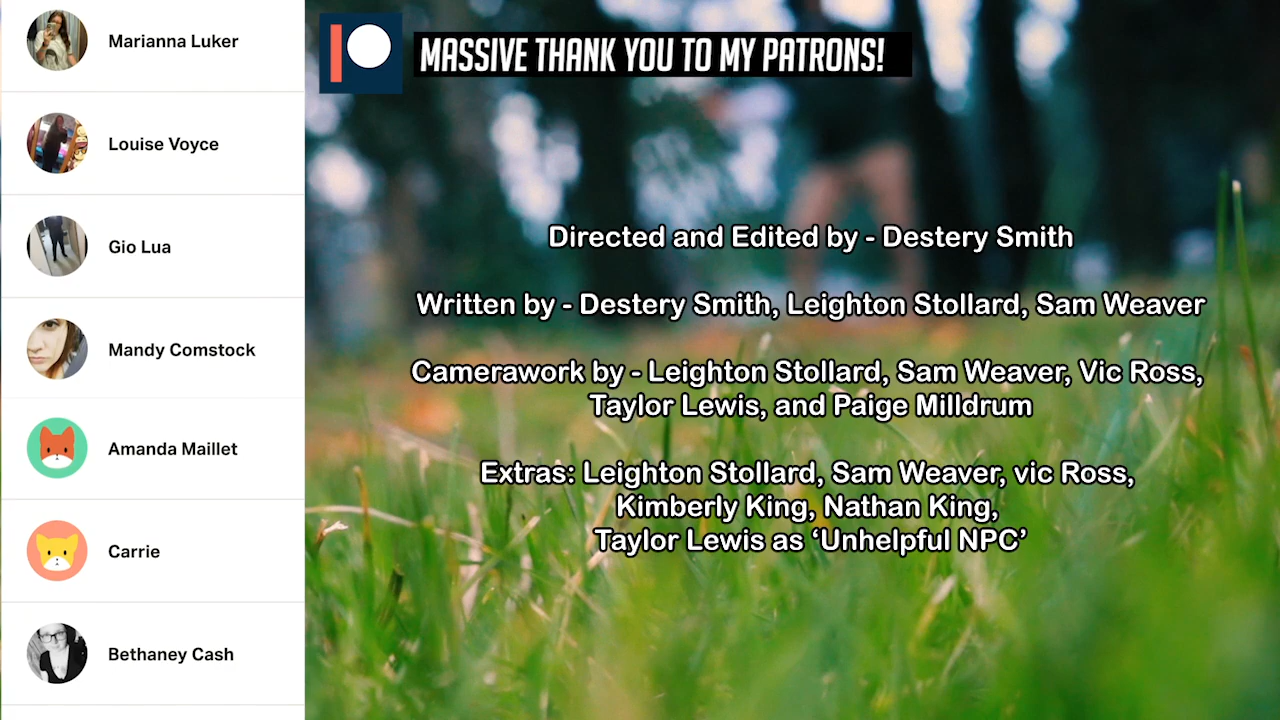 Marianna Luker
Louise Voyce
Gio Lua
Mandy Comstock
Amanda Maillet
Carrie
Bethaney Cash
MASSIVE THANK YOU TO MY PATRONS!
Directed and Edited by - Destery Smith
Written by - Destery Smith, Leighton Stollard, Sam Weaver
Camerawork by - Leighton Stollard, Sam Weaver, Vic Ross,
Taylor Lewis, and Paige Milldrum
Extras: Leighton Stollard, Sam Weaver, vic Ross,
Kimberly King, Nathan King,
Taylor Lewis as ‘Unhelpful NPC’